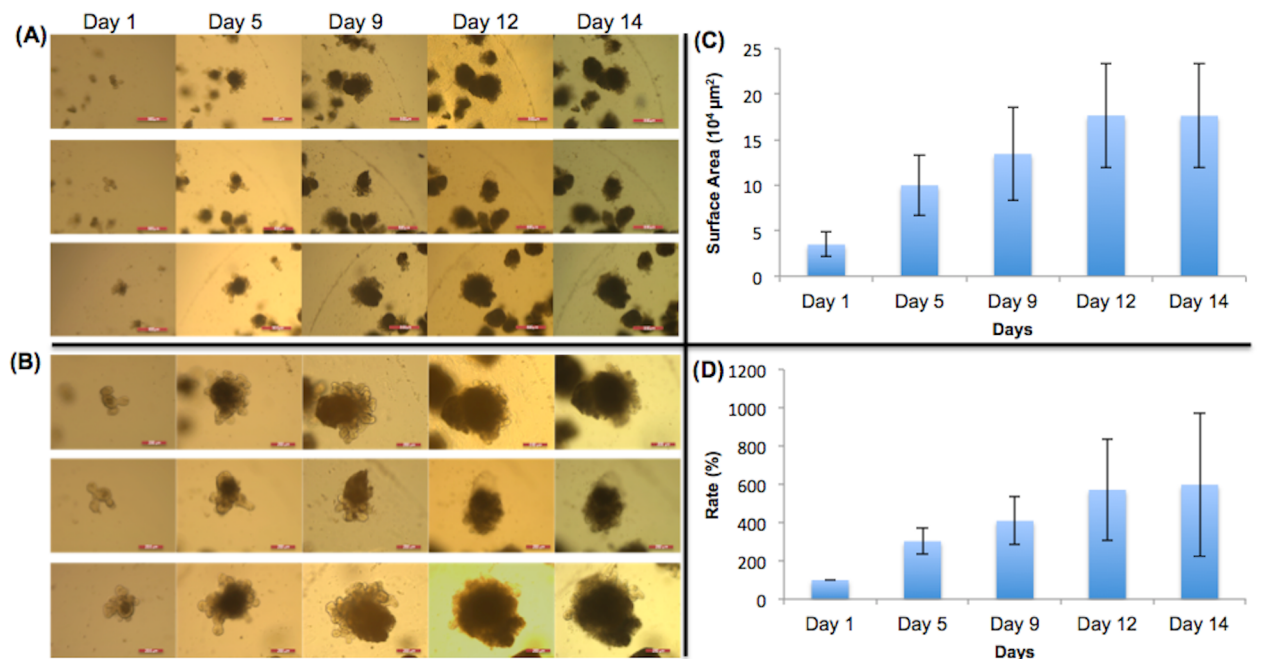 Day 1 Day 5 Day 9 Day 12 Day 14
(A)
(B)
(C)
25
20
15
10
5
0
Surface Area (10⁴ μm²)
Day 1 Day 5 Day 9 Day 12 Day 14
Days
(D)
1200
1000
800
600
400
200
0
Rate (%)
Day 1 Day 5 Day 9 Day 12 Day 14
Days